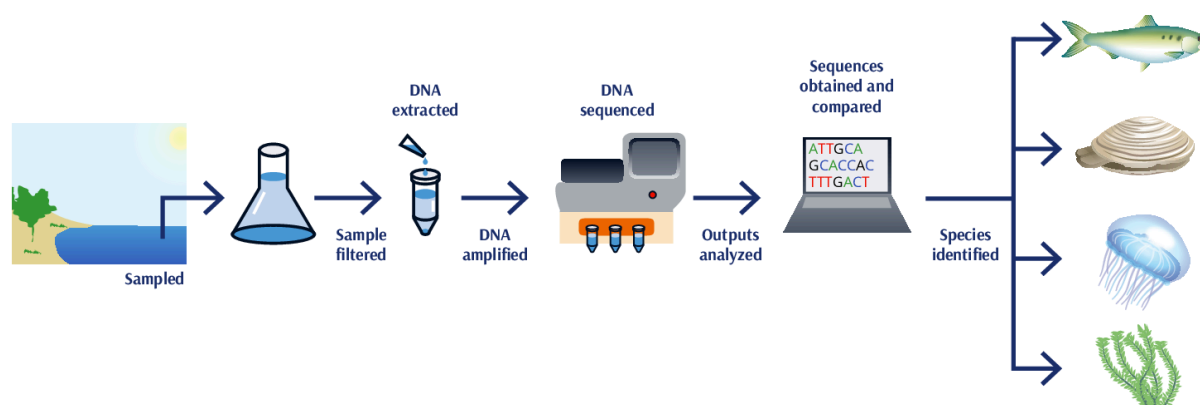 Sampled
Sample
filtered
DNA
extracted
DNA
amplified
DNA
sequenced
Outputs
analyzed
Sequences
obtained and
compared
ATTGCA
GCACCAC
TTTGACT
Species
identified